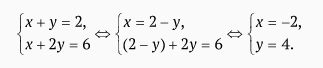 {x + y = 2, x + 2y = 6 ⇔ {x = 2 − y, (2 − y) + 2y = 6 ⇔ {x = −2, y = 4.